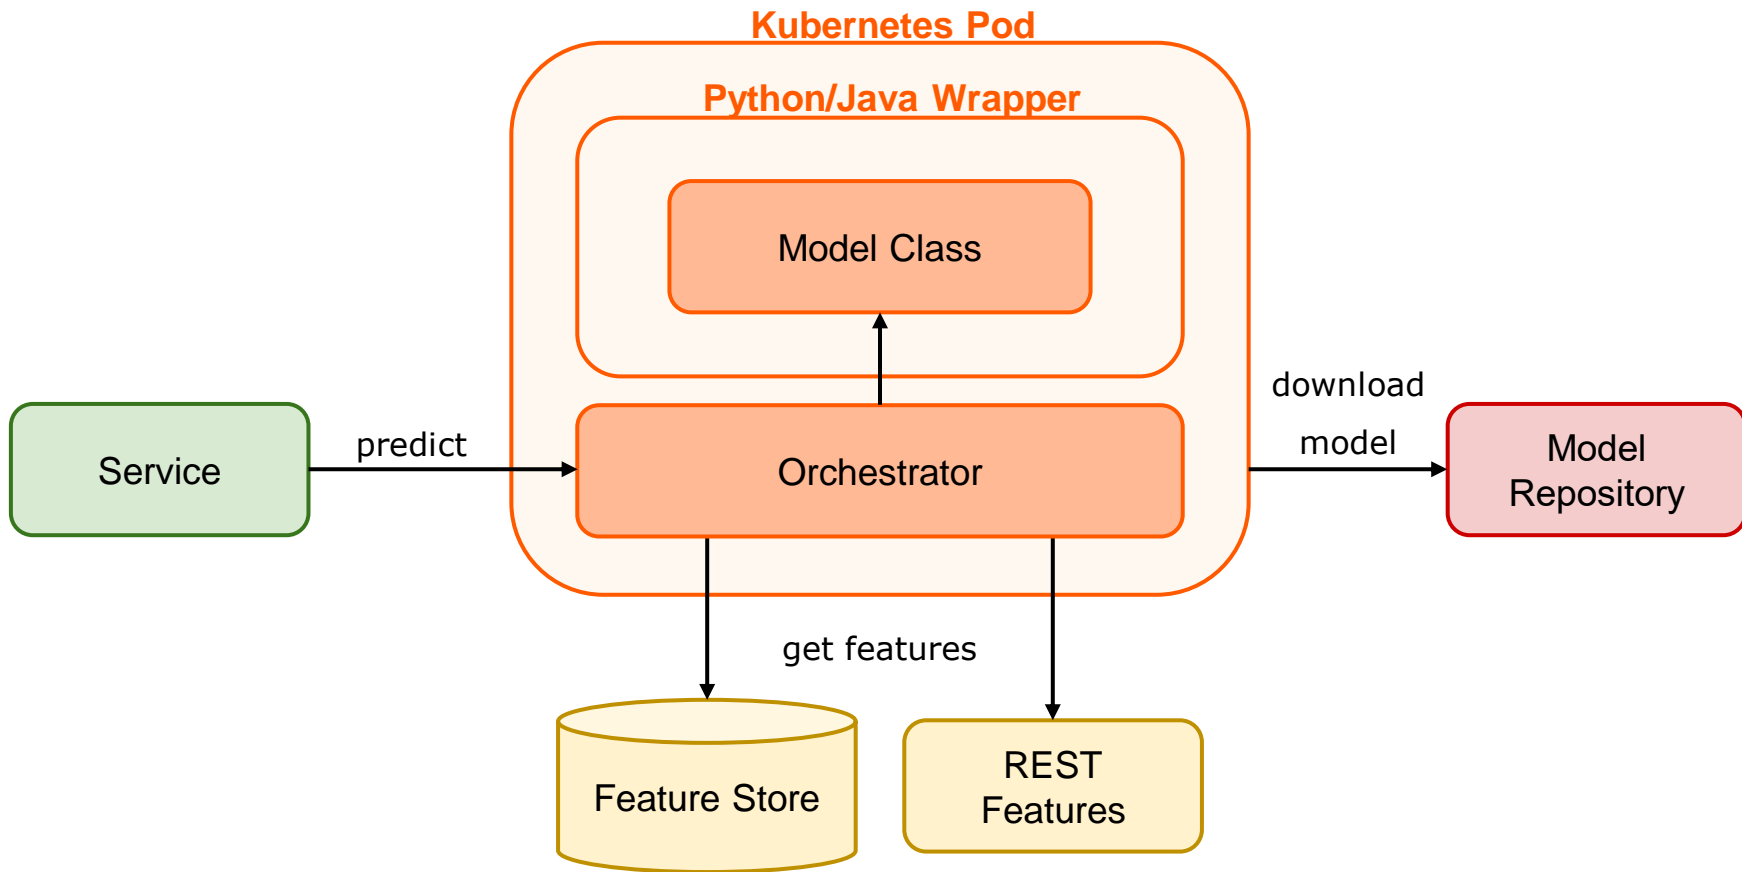 Kubernetes Pod
Python/Java Wrapper
Model Class
download
model
Service
predict
Orchestrator
Model
Repository
get features
Feature Store
REST
Features